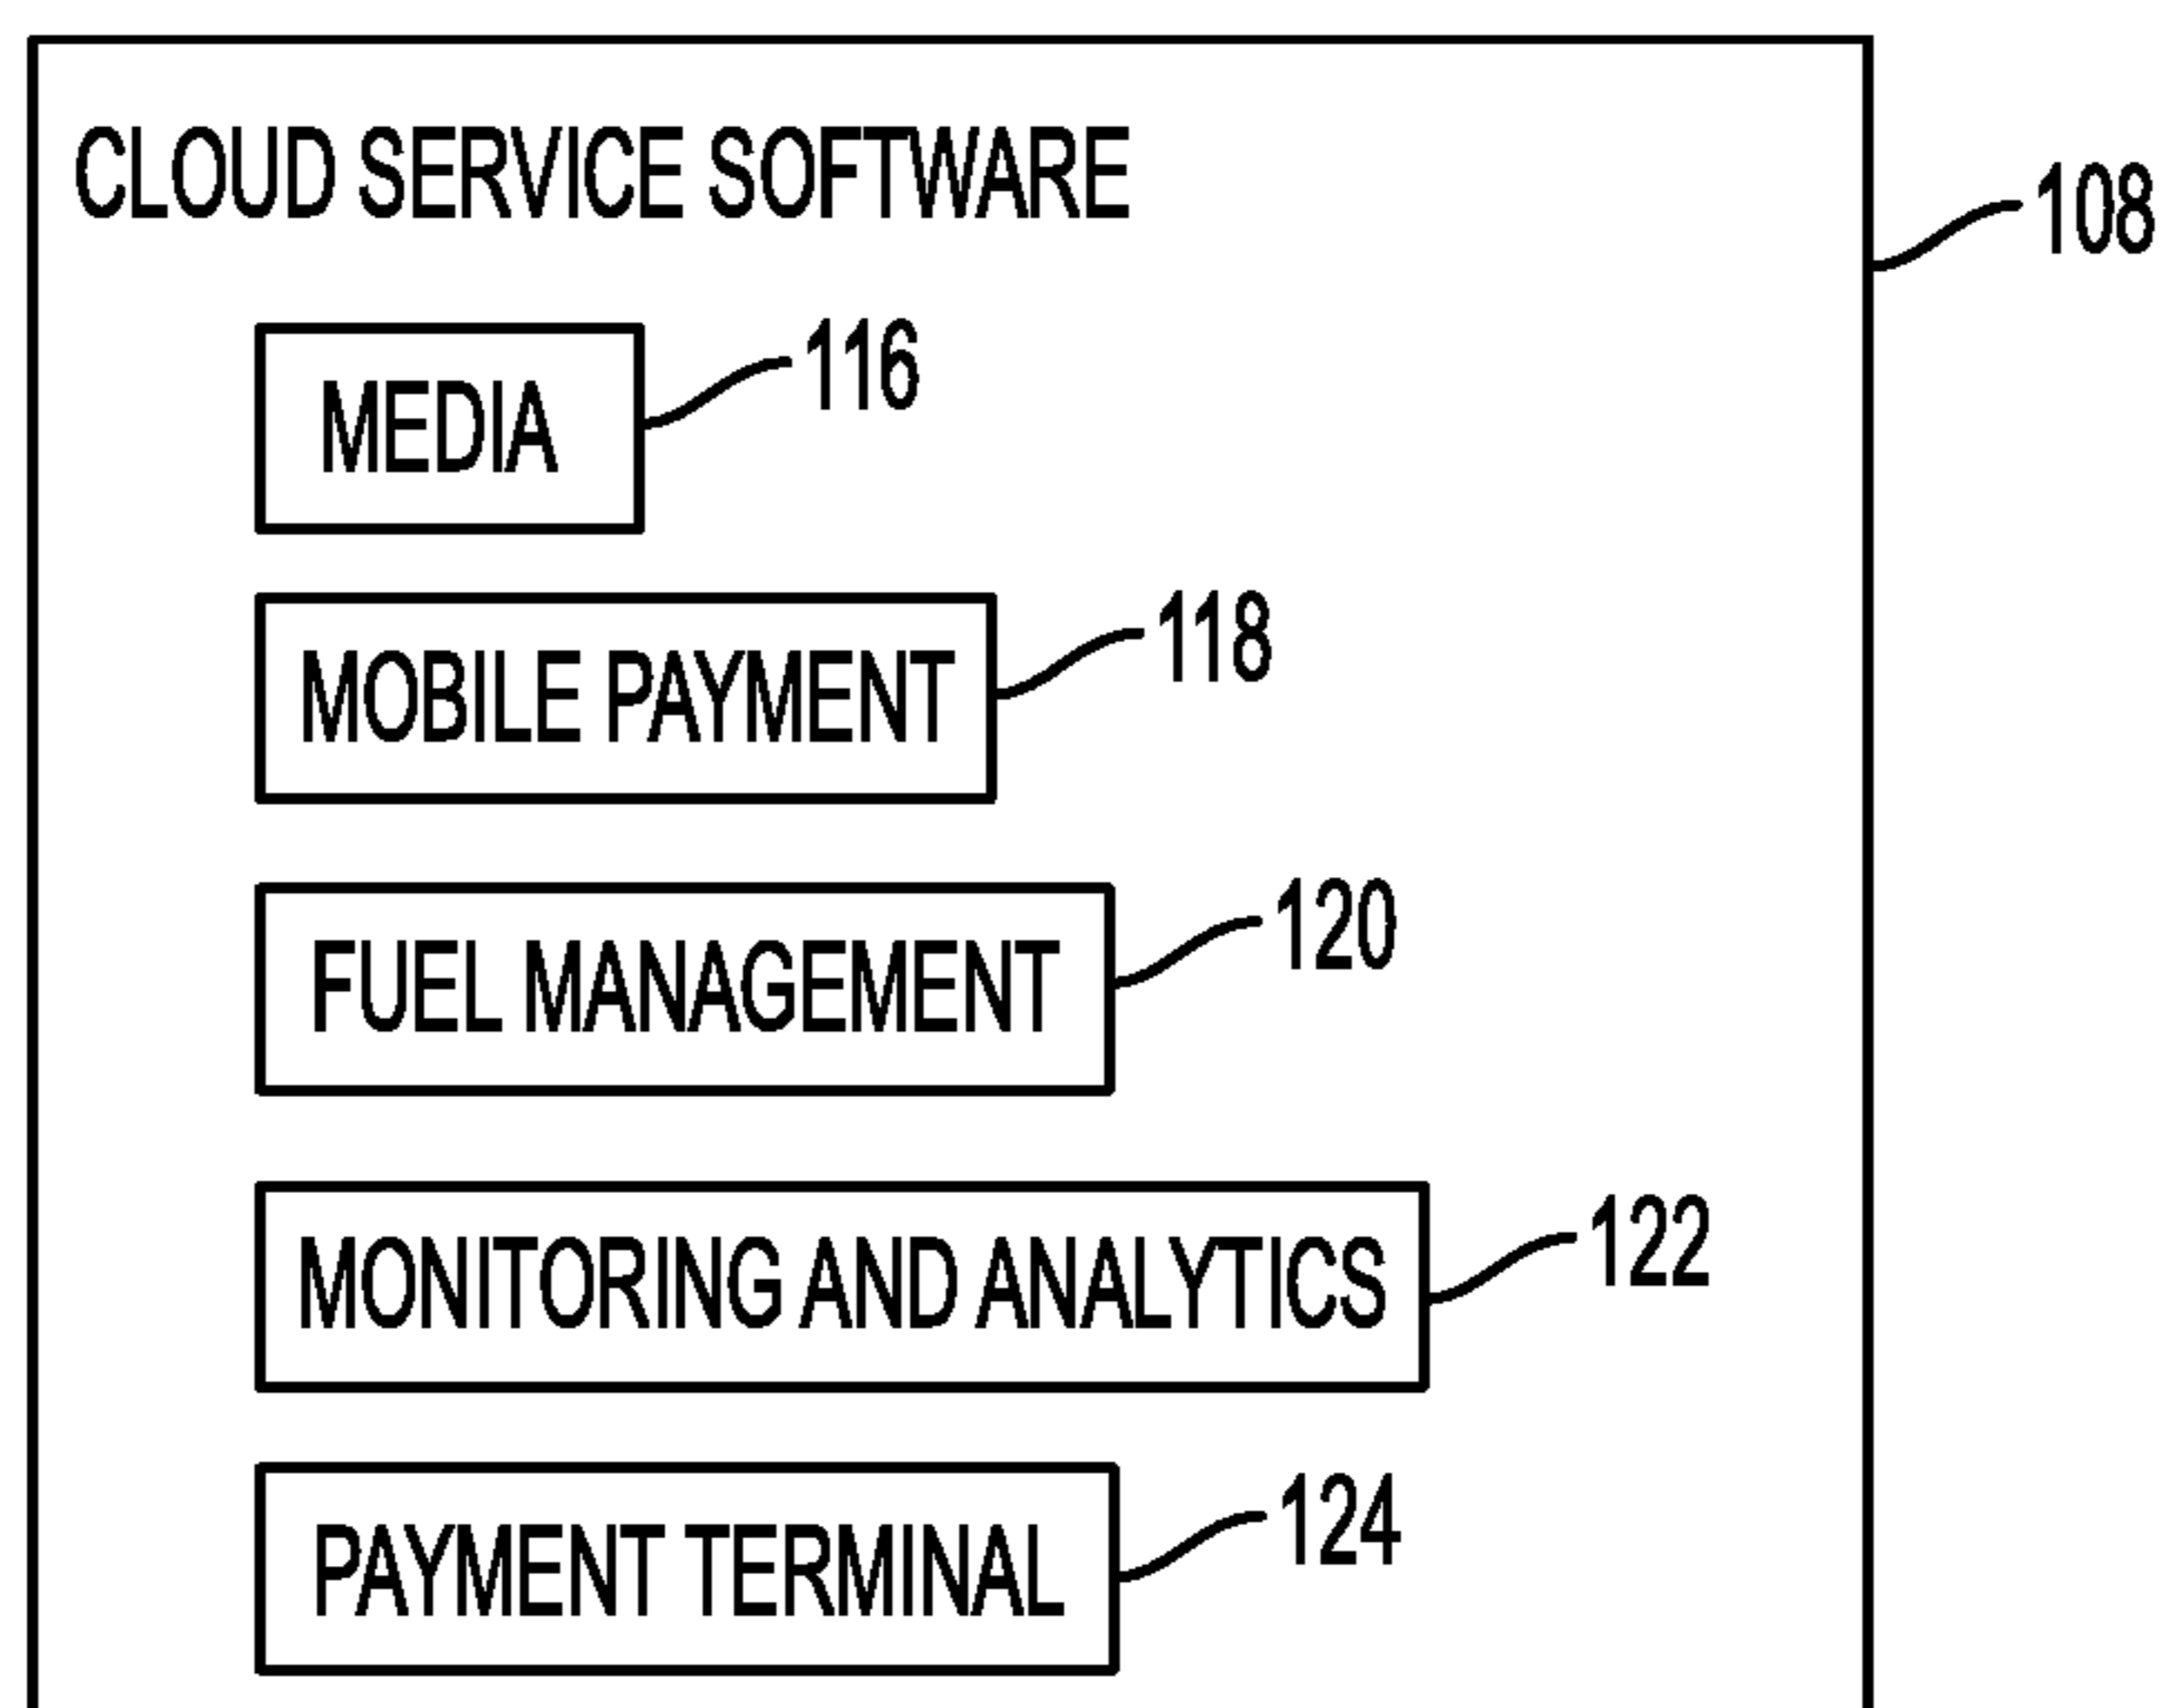 CLOUD SERVICE SOFTWARE
108
MEDIA
116
MOBILE PAYMENT
118
FUEL MANAGEMENT
120
MONITORING AND ANALYTICS
122
PAYMENT TERMINAL
124